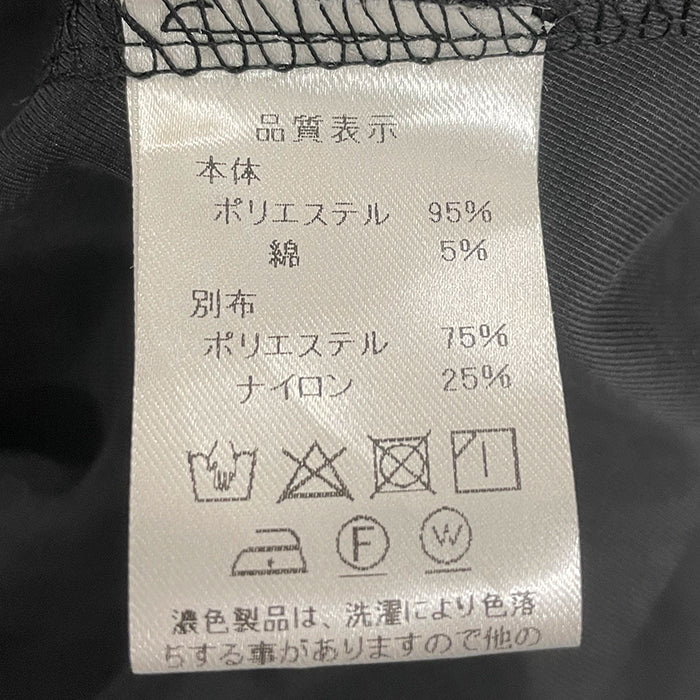 品質表示
本体
ポリエステル 95%
綿 5%
別布
ポリエステル 75%
ナイロン 25%
F W
濃色製品は、洗濯により色落
ちする事がありますので他の